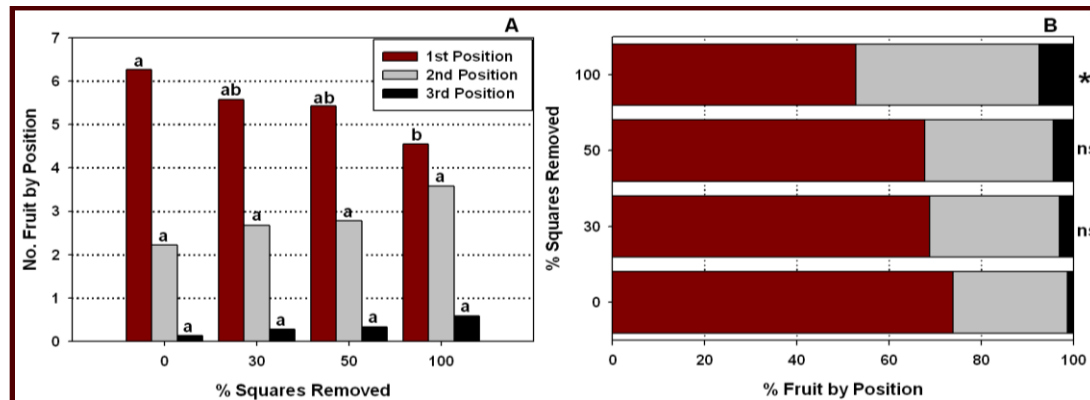 A
7
6
5
4
3
2
1
0
No. Fruit by Position
1st Position
2nd Position
3rd Position
a
a
a
ab
a
a
ab
a
a
b
a
a
0 30 50 100
% Squares Removed
B
100
50
30
0
% Squares Removed
*
ns
ns
0 20 40 60 80 100
% Fruit by Position